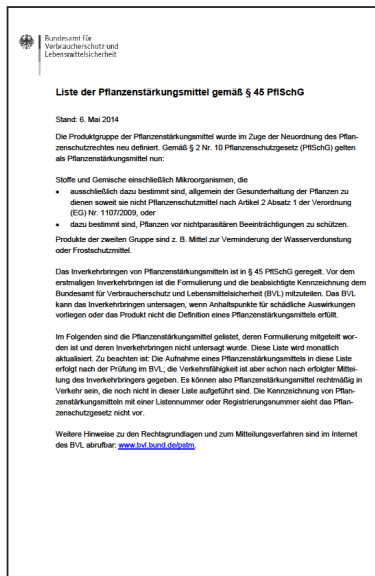 Bundesamt für
Verbraucherschutz und
Lebensmittelsicherheit
Liste der Pflanzenstärkungsmittel gemäß § 45 PflSchG
Stand: 6. Mai 2014
Die Produktgruppe der Pflanzenstärkungsmittel wurde im Zuge der Neuordnung des Pflan-
zenschutzrechtes neu definiert. Gemäß § 2 Nr. 10 Pflanzenschutzgesetz (PflSchG) gelten
als Pflanzenstärkungsmittel nun:
Stoffe und Gemische einschließlich Mikroorganismen, die
• ausschließlich dazu bestimmt sind, allgemein der Gesunderhaltung der Pflanzen zu
dienen soweit sie nicht Pflanzenschutzmittel nach Artikel 2 Absatz 1 der Verordnung
(EG) Nr. 1107/2009, oder
• dazu bestimmt sind, Pflanzen vor nichtparasitären Beeinträchtigungen zu schützen.
Produkte der zweiten Gruppe sind z. B. Mittel zur Verminderung der Wasserverdunstung
oder Frostschutzmittel.
Das Inverkehrbringen von Pflanzenstärkungsmitteln ist in § 45 PflSchG geregelt. Vor dem
erstmaligen Inverkehrbringen ist die Formulierung und die beabsichtigte Kennzeichnung dem
Bundesamt für Verbraucherschutz und Lebensmittelsicherheit (BVL) mitzuteilen. Das BVL
kann das Inverkehrbringen untersagen, wenn Anhaltspunkte für schädliche Auswirkungen
vorliegen oder das Produkt nicht die Definition eines Pflanzenstärkungsmittels erfüllt.
Im Folgenden sind die Pflanzenstärkungsmittel gelistet, deren Formulierung mitgeteilt wor-
den ist und deren Inverkehrbringen nicht untersagt wurde. Diese Liste wird monatlich
aktualisiert. Zu beachten ist: Die Aufnahme eines Pflanzenstärkungsmittels in diese Liste
erfolgt nach der Prüfung im BVL; die Verkehrsfähigkeit ist aber schon nach erfolgter Mittei-
lung des Inverkehrbringers gegeben. Es können also Pflanzenstärkungsmittel rechtmäßig in
Verkehr sein, die noch nicht in dieser Liste aufgeführt sind. Die Kennzeichnung von Pflan-
zenstärkungsmitteln mit einer Listennummer oder Registrierungsnummer sieht das Pflan-
zenschutzgesetz nicht vor.
Weitere Hinweise zu den Rechtsgrundlagen und zum Mitteilungsverfahren sind im Internet
des BVL abrufbar: www.bvl.bund.de/pstm.